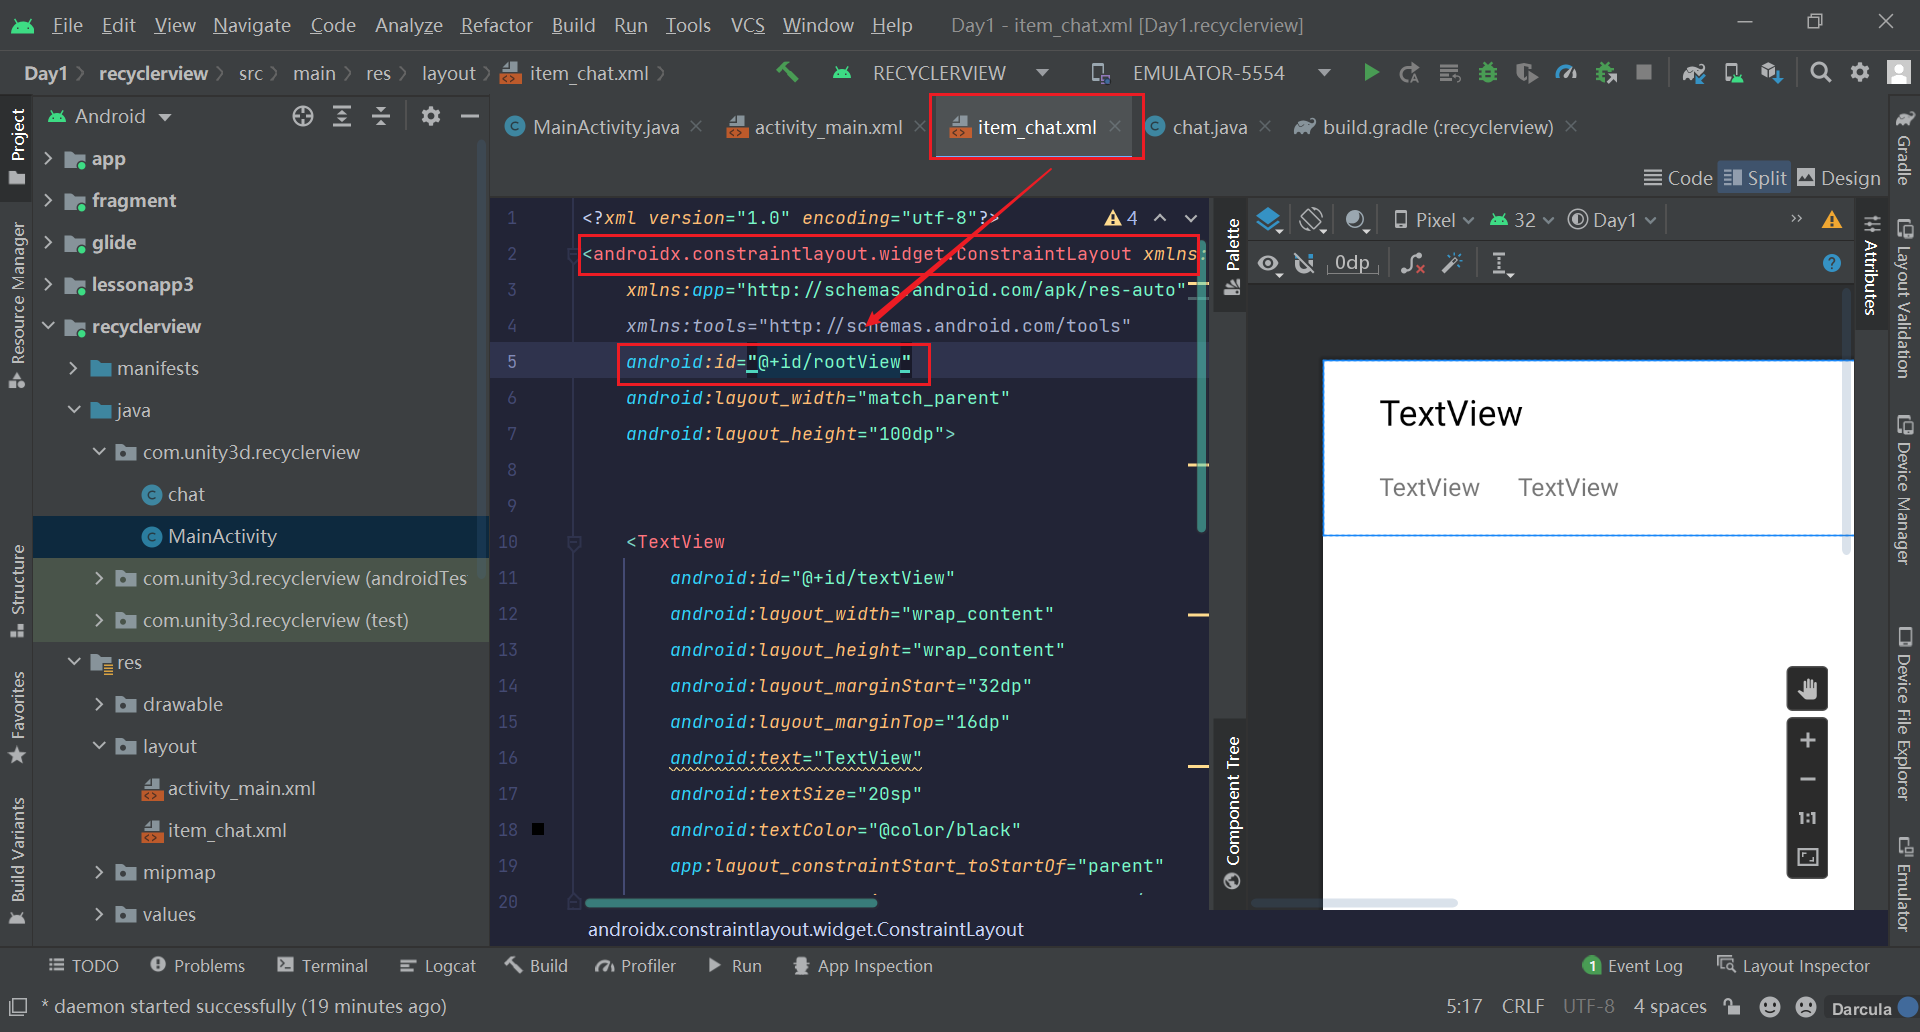 File Edit View Navigate Code Analyze Refactor Build Run Tools VCS Window Help Day1 - item_chat.xml [Day1.recyclerview]
Day1 recyclerview src main res layout item_chat.xml RECYCLERVIEW EMULATOR-5554
Android
MainActivity.java activity_main.xml item_chat.xml chat.java build.gradle (:recyclerview)
Code Split Design
Project
Resource Manager
Structure
Favorites
Build Variants
app
fragment
glide
lessonapp3
recyclerview
manifests
java
com.unity3d.recyclerview
chat
MainActivity
com.unity3d.recyclerview (androidTes
com.unity3d.recyclerview (test)
res
drawable
layout
activity_main.xml
item_chat.xml
mipmap
values
1 <?xml version="1.0" encoding="utf-8"?> 4
2 <androidx.constraintlayout.widget.ConstraintLayout xmlns:
3 xmlns:app="http://schemas.android.com/apk/res-auto"
4 xmlns:tools="http://schemas.android.com/tools"
5 android:id="@+id/rootView"
6 android:layout_width="match_parent"
7 android:layout_height="100dp">
8
9
10 <TextView
11 android:id="@+id/textView"
12 android:layout_width="wrap_content"
13 android:layout_height="wrap_content"
14 android:layout_marginStart="32dp"
15 android:layout_marginTop="16dp"
16 android:text="TextView"
17 android:textSize="20sp"
18 android:textColor="@color/black"
19 app:layout_constraintStart_toStartOf="parent"
20
androidx.constraintlayout.widget.ConstraintLayout
Palette
Component Tree
Pixel 32 Day1 »
0dp ?
TextView
TextView TextView
1:1
Attributes
Gradle
Layout Validation
Device Manager
Device File Explorer
Emulator
TODO Problems Terminal Logcat Build Profiler Run App Inspection 1 Event Log Layout Inspector
* daemon started successfully (19 minutes ago) 5:17 CRLF UTF-8 4 spaces Darcula